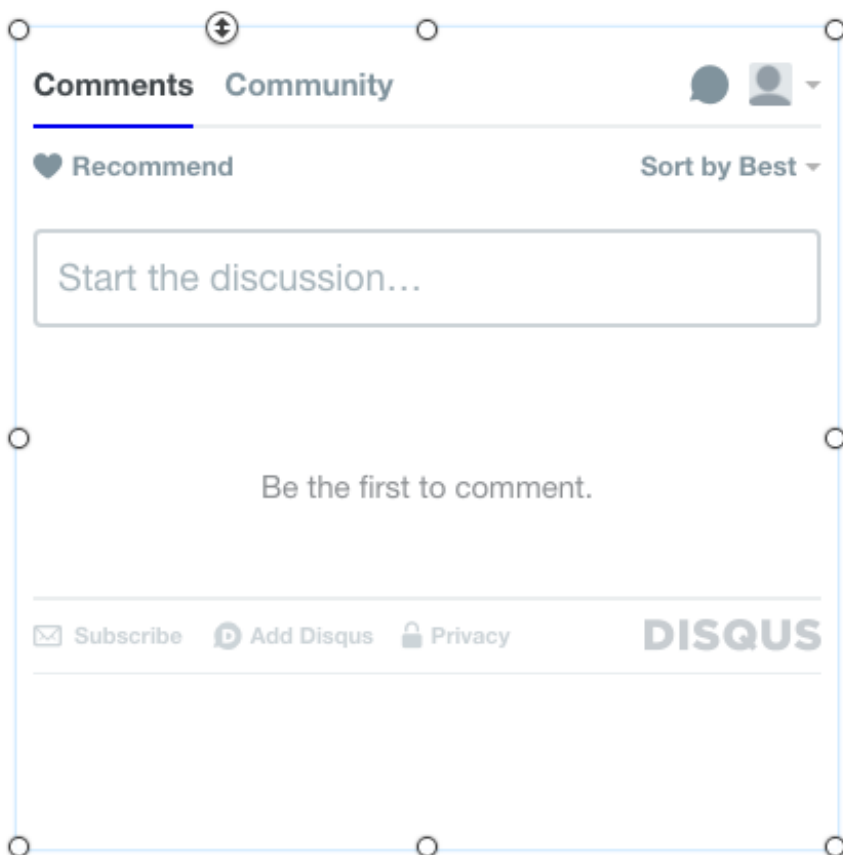 Comments Community
Recommend Sort by Best
Start the discussion…
Be the first to comment.
Subscribe Add Disqus Privacy DISQUS